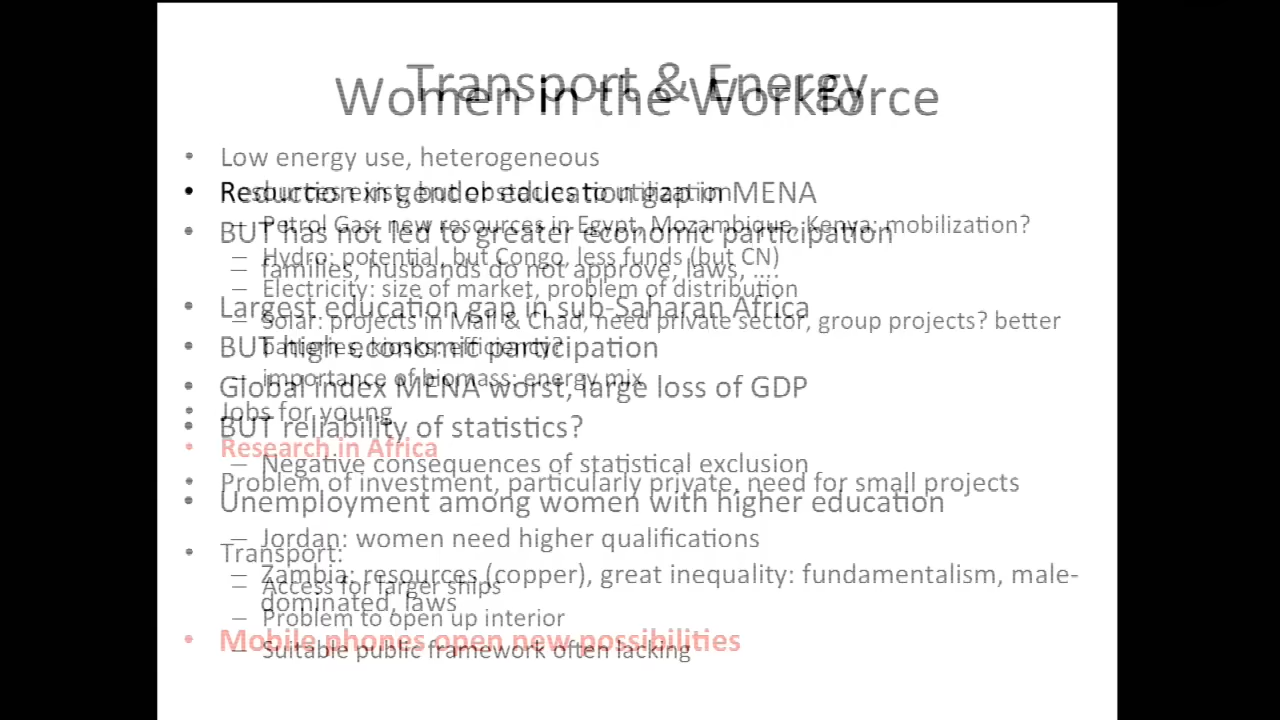 Transport & Energy
Women in the Workforce
• Low energy use, heterogeneous
• Reduction in gender education gap in MENA
• Resources exist, but obstacles to utilization
– Petrol Gas: new resources in Egypt, Mozambique, Kenya: mobilization?
• BUT has not led to greater economic participation
– Hydro: potential, but Congo, less funds (but CN)
– families, husbands do not approve, laws, ….
– Electricity: size of market, problem of distribution
• Largest education gap in sub-Saharan Africa
– Solar: projects in Mali & Chad, need private sector, group projects? better
batteries, kiosks: efficiency?
• BUT high economic participation
– importance of biomass: energy mix
• Global index MENA worst, large loss of GDP
• Jobs for young
• BUT reliability of statistics?
• Research in Africa
– Negative consequences of statistical exclusion
• Problem of investment, particularly private, need for small projects
• Unemployment among women with higher education
– Jordan: women need higher qualifications
• Transport:
– Zambia: resources (copper), great inequality: fundamentalism, male-
dominated, laws
– Access for larger ships
– Problem to open up interior
• Mobile phones open new possibilities
– Suitable public framework often lacking